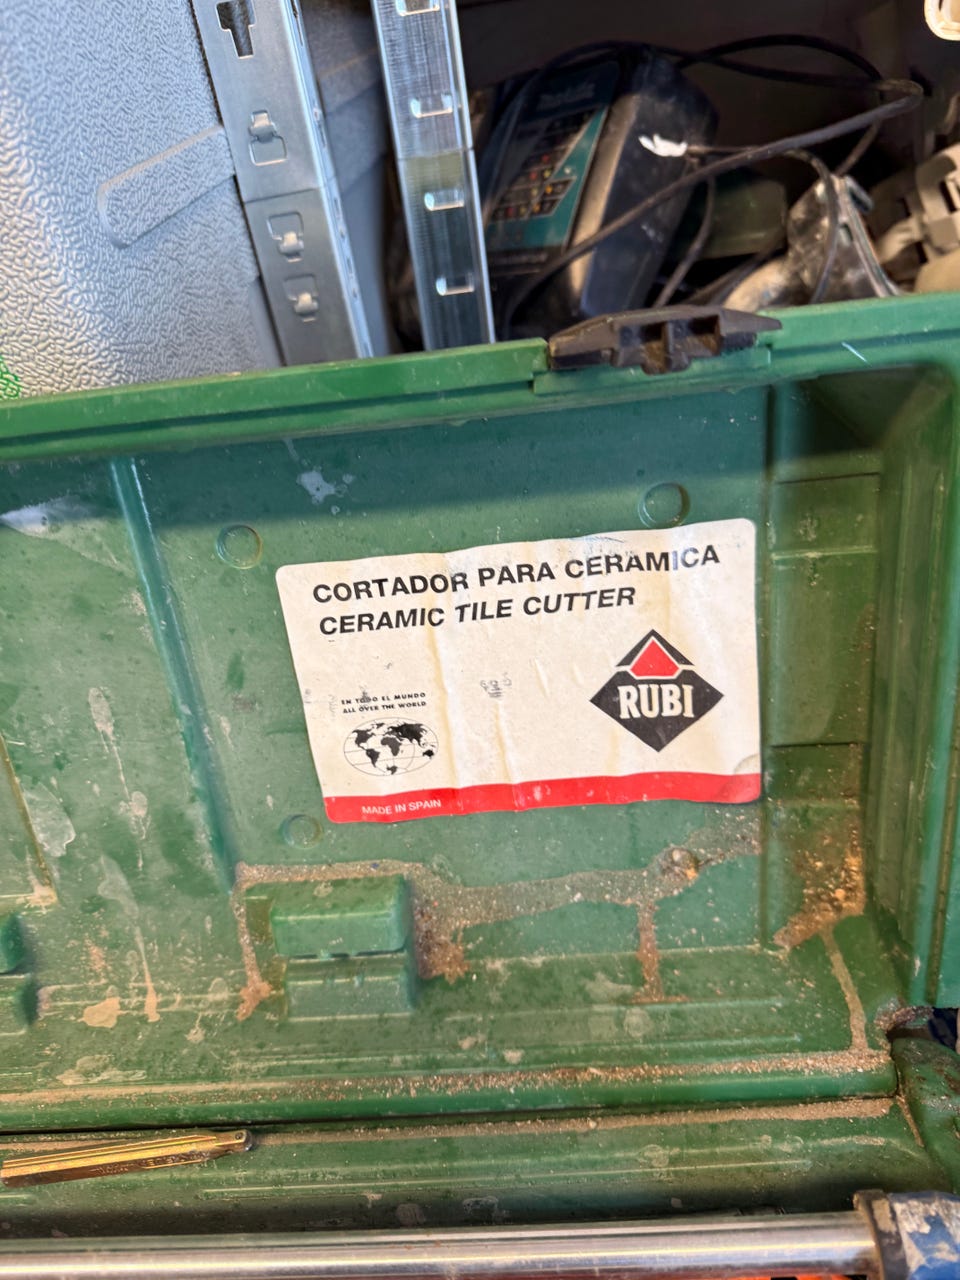 CORTADOR PARA CERAMICA
CERAMIC TILE CUTTER
EN TODO EL MUNDO
ALL OVER THE WORLD
RUBI
MADE IN SPAIN